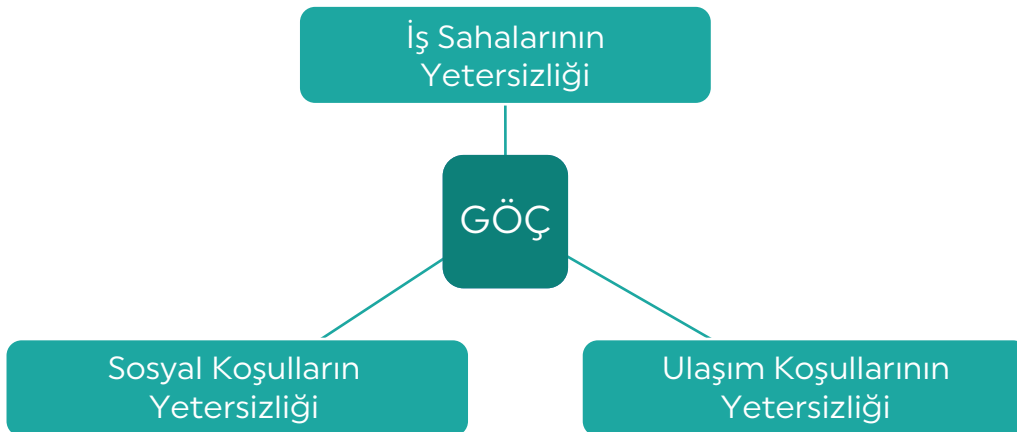 İş Sahalarının
Yetersizliği
GÖÇ
Sosyal Koşulların
Yetersizliği
Ulaşım Koşullarının
Yetersizliği